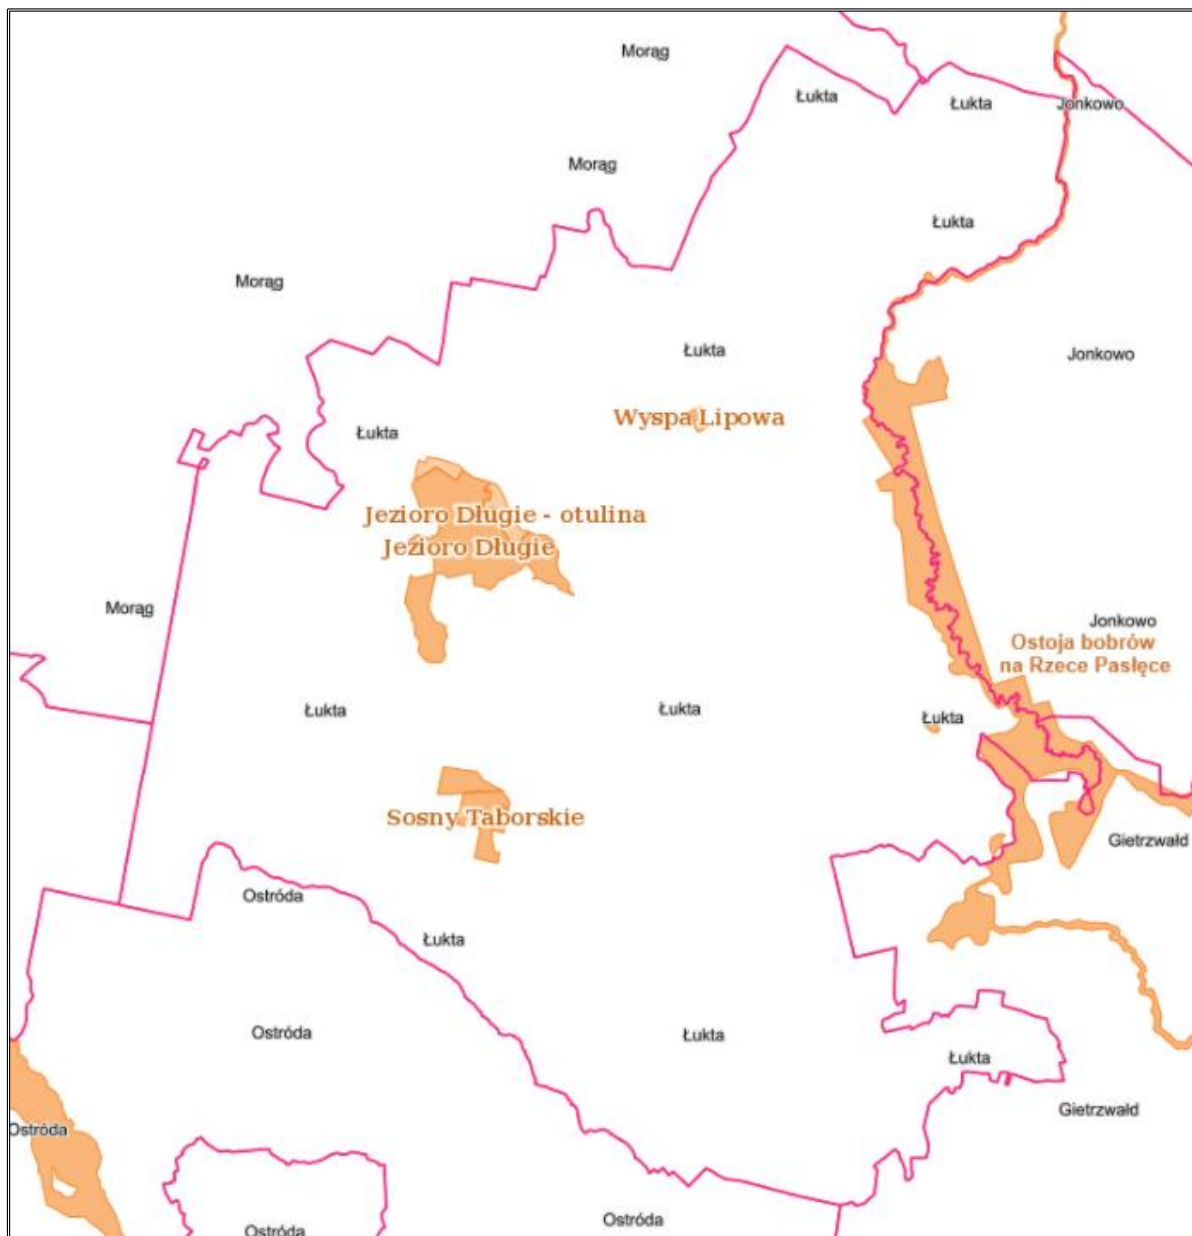 Morąg
Łukta
Łukta
Jonkowo
Morąg
Łukta
Morąg
Łukta
Jonkowo
Wyspa Lipowa
Łukta
Jezioro Długie - otulina
Jezioro Długie
Morąg
Jonkowo
Ostoja bobrów
na Rzece Pasłęce
Łukta
Łukta
Łukta
Sosny Taborskie
Gietrzwałd
Ostróda
Łukta
Ostróda
Łukta
Łukta
Gietrzwałd
Ostróda
Ostróda
Ostróda